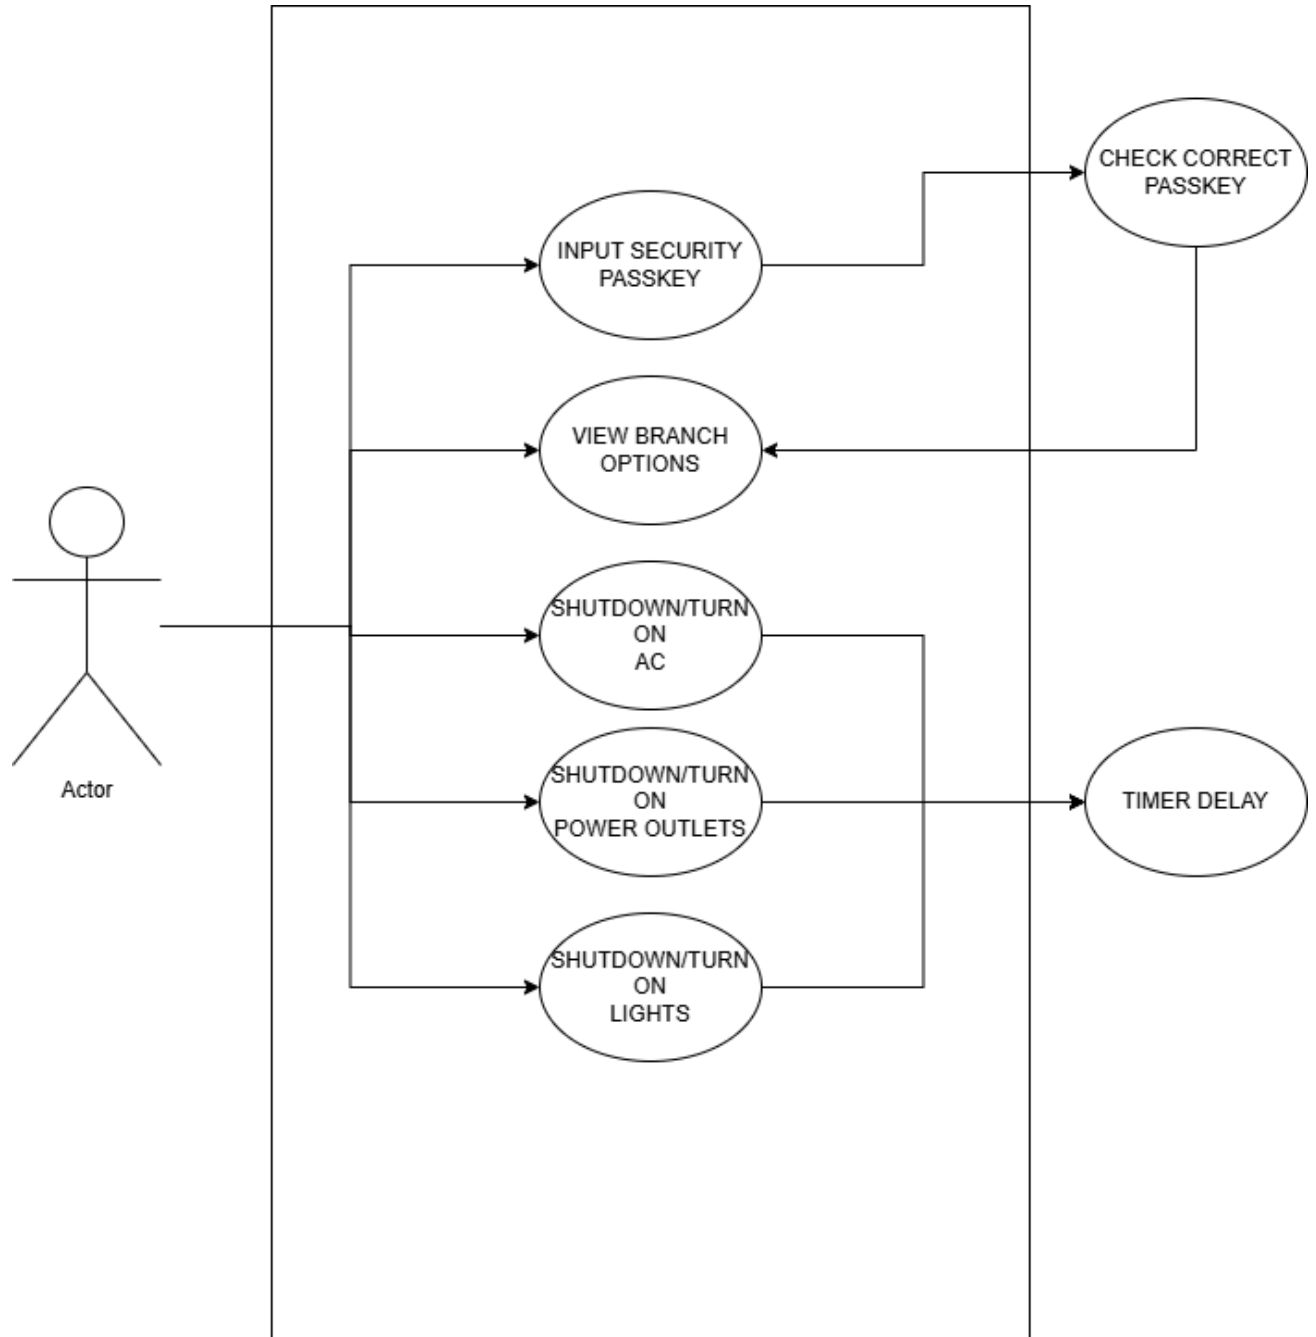 CHECK CORRECT
PASSKEY
INPUT SECURITY
PASSKEY
VIEW BRANCH
OPTIONS
SHUTDOWN/TURN
ON
AC
Actor
SHUTDOWN/TURN
ON
POWER OUTLETS
TIMER DELAY
SHUTDOWN/TURN
ON
LIGHTS